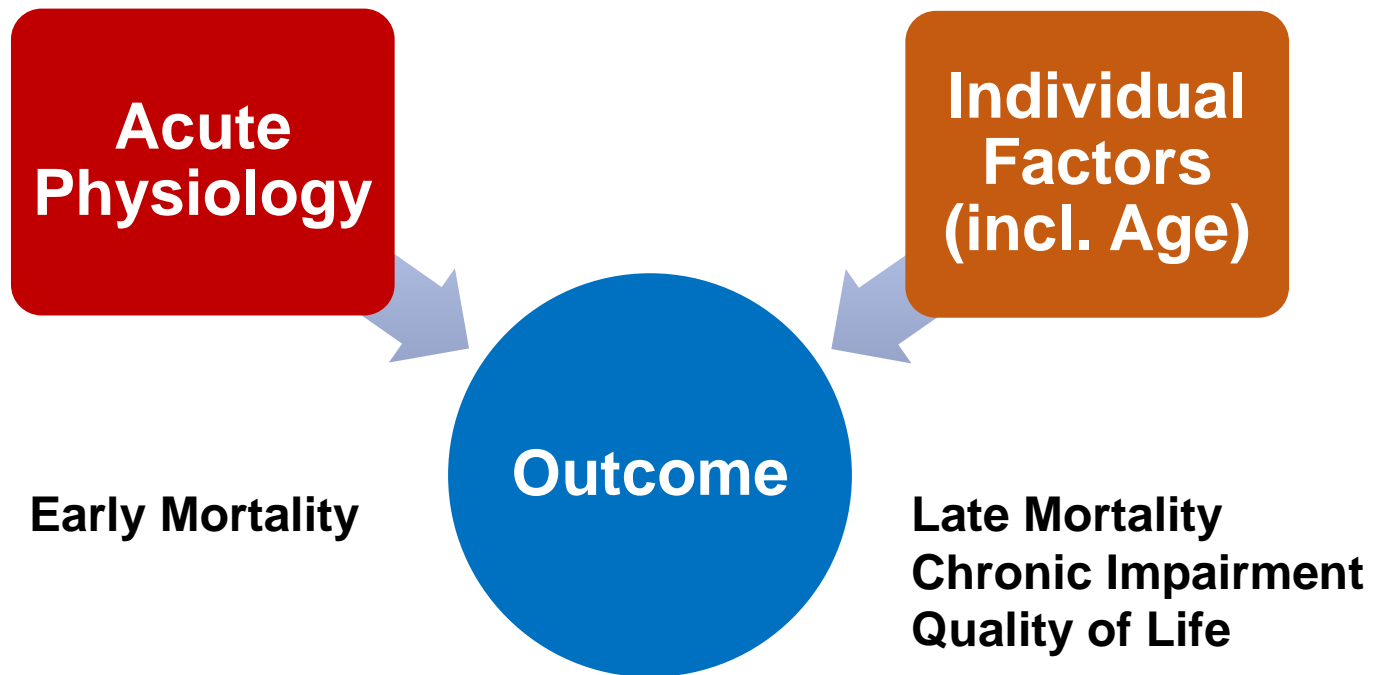 Acute
Physiology
Individual
Factors
(incl. Age)
Outcome
Early Mortality
Late Mortality
Chronic Impairment
Quality of Life